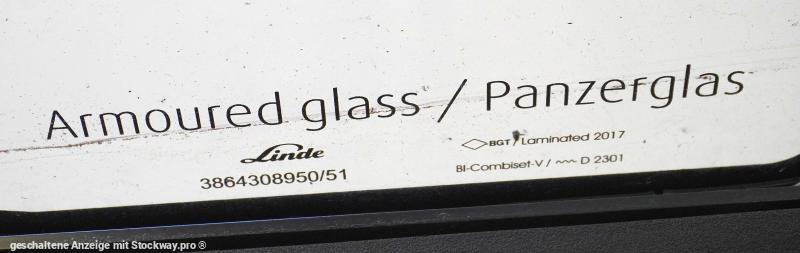 Armoured glass / Panzerglas
Linde
3864308950/51
BGT / Laminated 2017
BI-Combiset-V / D 2301
geschaltene Anzeige mit Stockway.pro ®